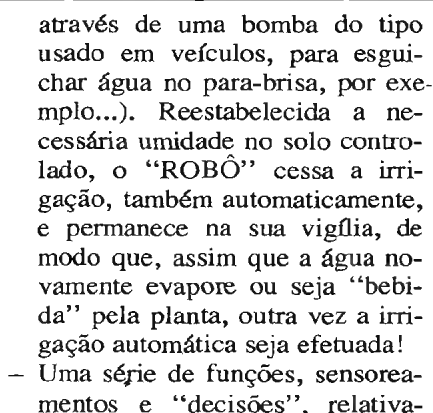 através de uma bomba do tipo
usado em veículos, para esgui-
char água no para-brisa, por exe-
mplo...). Reestabelecida a ne-
cessária umidade no solo contro-
lado, o “ROBÔ” cessa a irri-
gação, também automaticamente,
e permanece na sua vigília, de
modo que, assim que a água no-
vamente evapore ou seja “bebi-
da” pela planta, outra vez a irri-
gação automática seja efetuada!
– Uma série de funções, sensorea-
mentos e “decisões”, relativa-